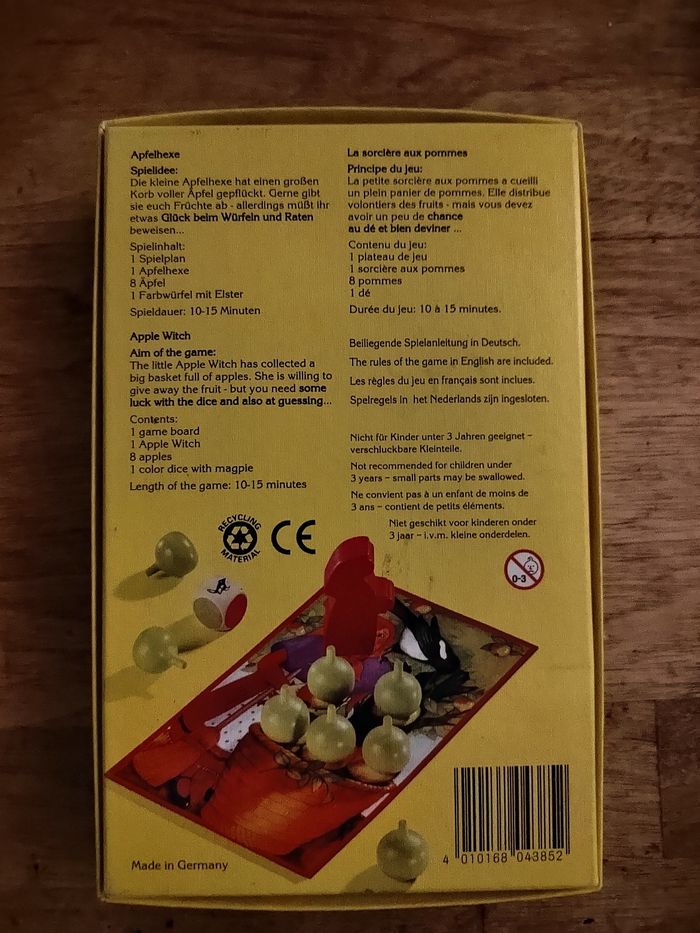 Apfelhexe
Spielidee:
Die kleine Apfelhexe hat einen großen
Korb voller Äpfel gepflückt. Gerne gibt
sie euch Früchte ab - allerdings müßt ihr
etwas Glück beim Würfeln und Raten
beweisen...
Spielinhalt:
1 Spielplan
1 Apfelhexe
8 Äpfel
1 Farbwürfel mit Elster
Spieldauer: 10-15 Minuten
Apple Witch
Aim of the game:
The little Apple Witch has collected a
big basket full of apples. She is willing to
give away the fruit - but you need some
luck with the dice and also at guessing...
Contents:
1 game board
1 Apple Witch
8 apples
1 color dice with magpie
Length of the game: 10-15 minutes
La sorcière aux pommes
Principe du jeu:
La petite sorcière aux pommes a cueilli
un plein panier de pommes. Elle distribue
volontiers des fruits - mais vous devez
avoir un peu de chance
au dé et bien deviner ...
Contenu du jeu:
1 plateau de jeu
1 sorcière aux pommes
8 pommes
1 dé
Durée du jeu: 10 à 15 minutes.
Beiliegende Spielanleitung in Deutsch.
The rules of the game in English are included.
Les règles du jeu en français sont inclues.
Spelregels in het Nederlands zijn ingesloten.
Nicht für Kinder unter 3 Jahren geeignet –
verschluckbare Kleinteile.
Not recommended for children under
3 years – small parts may be swallowed.
Ne convient pas à un enfant de moins de
3 ans – contient de petits éléments.
Niet geschikt voor kinderen onder
3 jaar – i.v.m. kleine onderdelen.
RECYCLING
MATERIAL
CE
0-3
Made in Germany
4 010168 043852